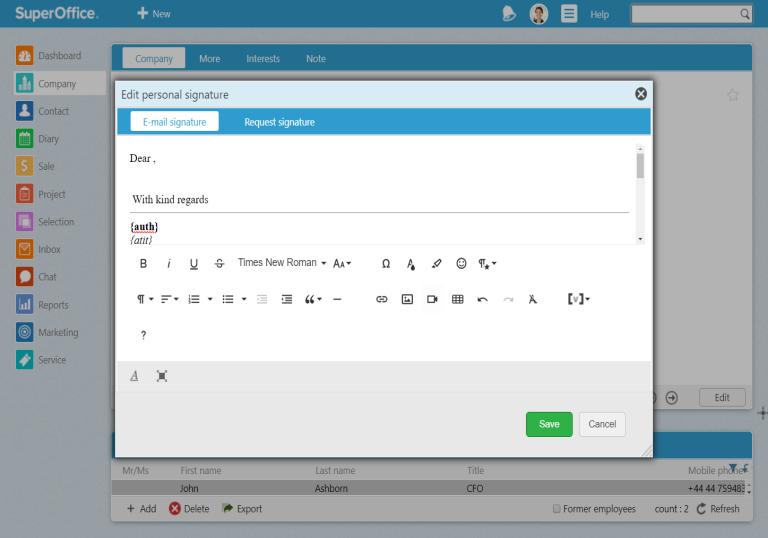 SuperOffice.
+ New
Help
Dashboard
Company
Contact
Diary
Sale
Project
Selection
Inbox
Chat
Reports
Marketing
Service
Company More Interests Note
Edit personal signature
E-mail signature Request signature
Dear ,
With kind regards
{auth}
{atit}
B i U S Times New Roman AA Ω A
¶ [v]
?
A
Save Cancel
Edit
Mr/Ms First name Last name Title Mobile phone
John Ashborn CFO +44 44 759483
+ Add Delete Export Former employees count : 2 Refresh